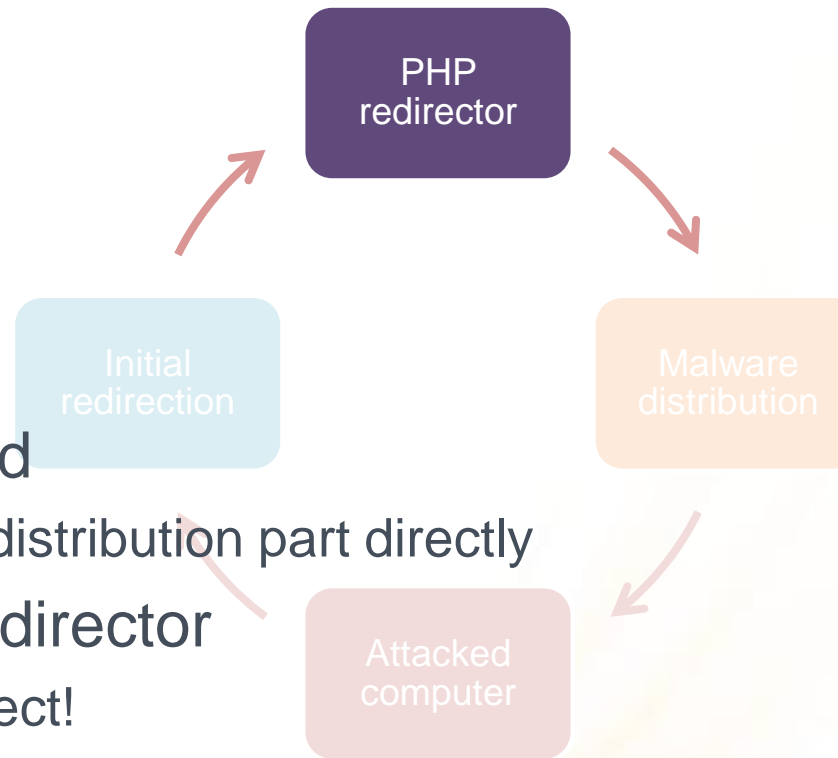 PHP
redirector
Initial
redirection
Malware
distribution
d
distribution part directly
director
ect!
Attacked
computer